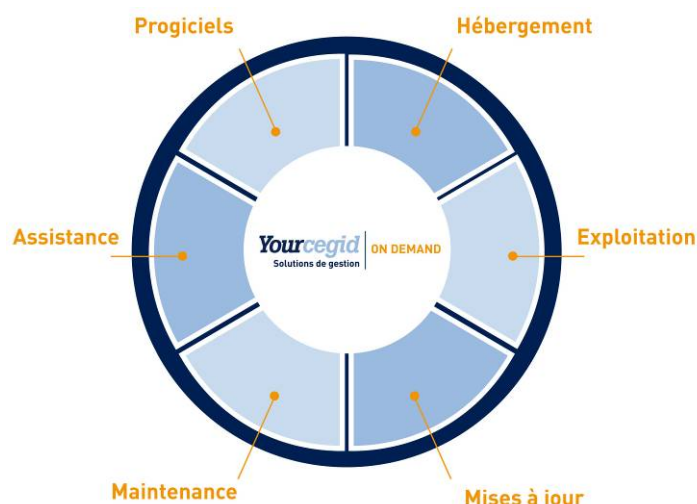 Progiciels
Hébergement
Assistance
Yourcegid ON DEMAND
Solutions de gestion
Exploitation
Maintenance
Mises à jour